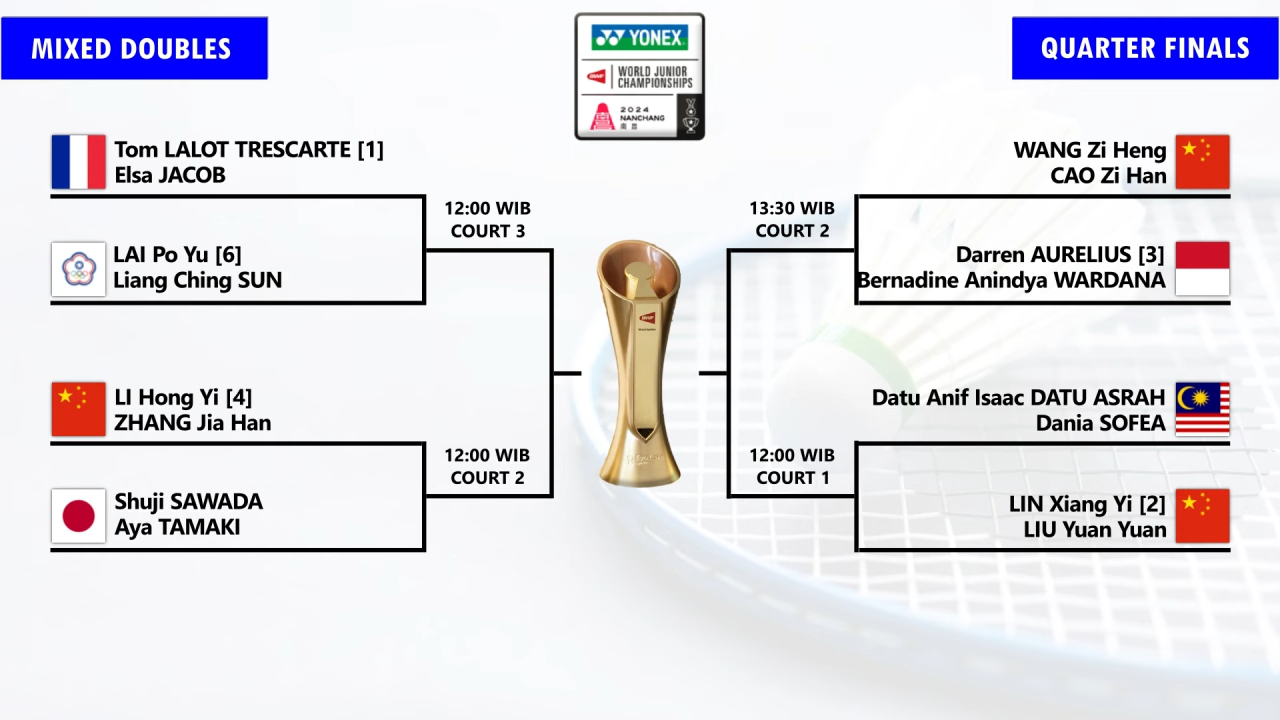 MIXED DOUBLES
YONEX
WORLD JUNIOR
CHAMPIONSHIPS
2024
NANCHANG
南昌
QUARTER FINALS
Tom LALOT TRESCARTE [1]
Elsa JACOB
12:00 WIB
COURT 3
LAI Po Yu [6]
Liang Ching SUN
LI Hong Yi [4]
ZHANG Jia Han
12:00 WIB
COURT 2
Shuji SAWADA
Aya TAMAKI
WANG Zi Heng
CAO Zi Han
13:30 WIB
COURT 2
Darren AURELIUS [3]
Bernadine Anindya WARDANA
Datu Anif Isaac DATU ASRAH
Dania SOFEA
12:00 WIB
COURT 1
LIN Xiang Yi [2]
LIU Yuan Yuan